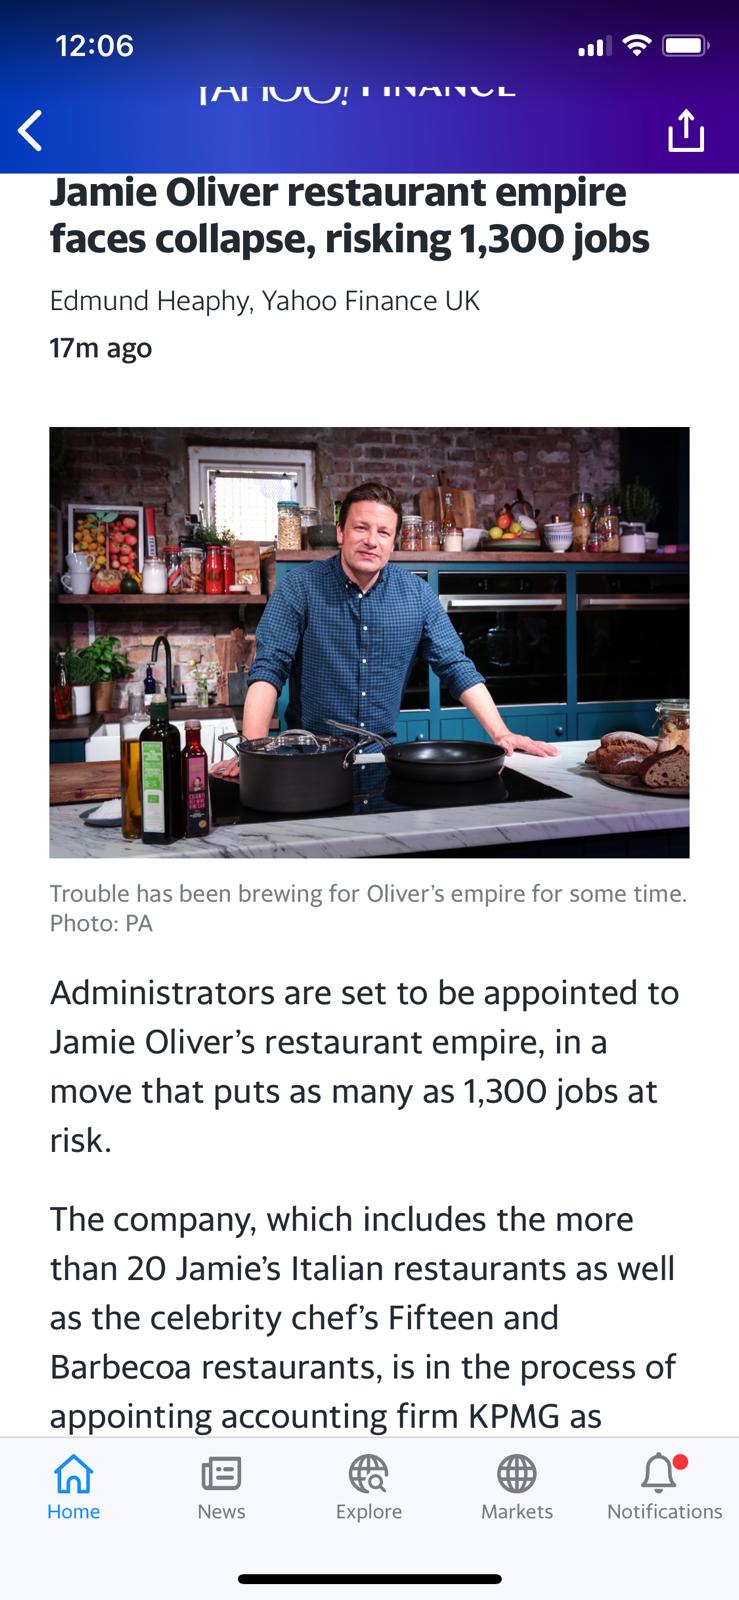 12:06
YAHOO! FINANCE
Jamie Oliver restaurant empire
faces collapse, risking 1,300 jobs
Edmund Heaphy, Yahoo Finance UK
17m ago
Trouble has been brewing for Oliver’s empire for some time.
Photo: PA
Administrators are set to be appointed to
Jamie Oliver’s restaurant empire, in a
move that puts as many as 1,300 jobs at
risk.
The company, which includes the more
than 20 Jamie’s Italian restaurants as well
as the celebrity chef’s Fifteen and
Barbecoa restaurants, is in the process of
appointing accounting firm KPMG as
Home
News
Explore
Markets
Notifications